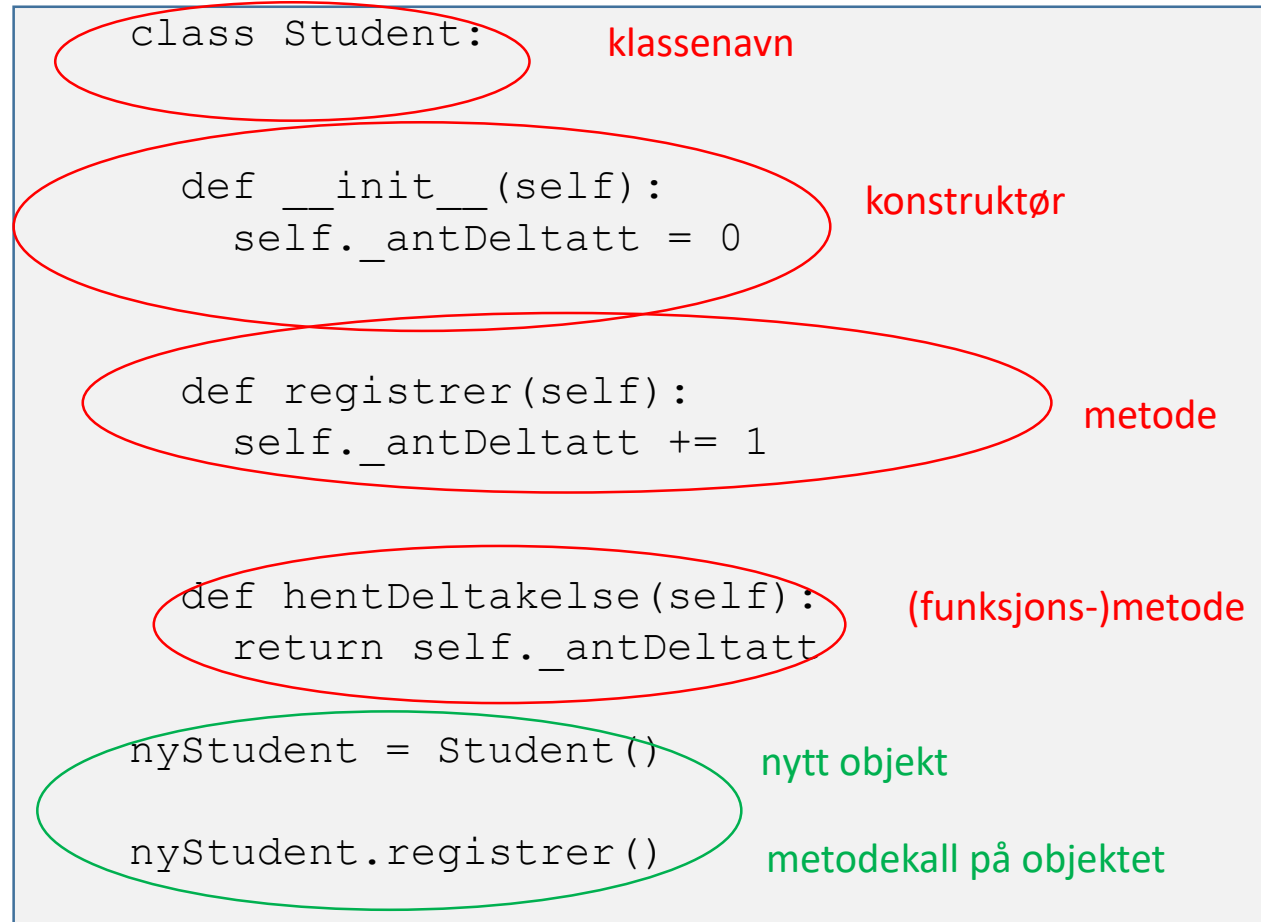 class Student: klassenavn
def __init__(self): konstruktør
self._antDeltatt = 0
def registrer(self): metode
self._antDeltatt += 1
def hentDeltakelse(self): (funksjons-)metode
return self._antDeltatt
nyStudent = Student() nytt objekt
nyStudent.registrer() metodekall på objektet